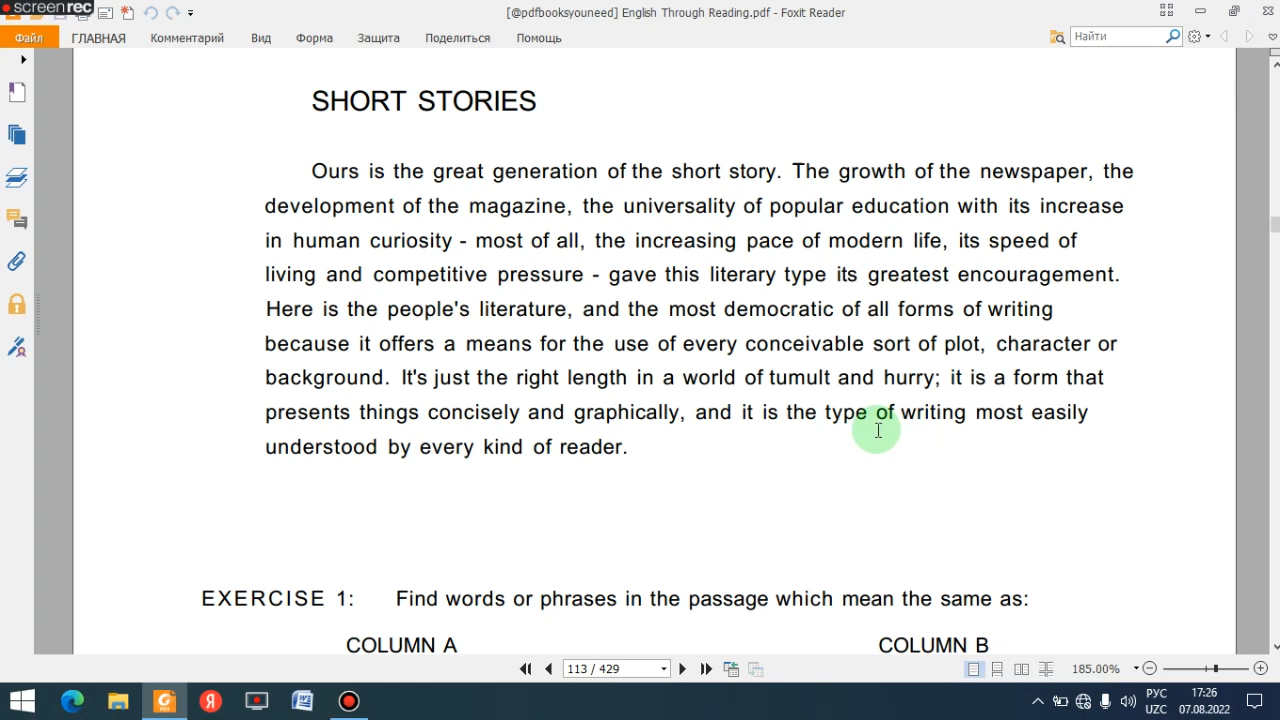 screenrec
[@pdfbooksyouneed] English Through Reading.pdf - Foxit Reader
Файл ГЛАВНАЯ Комментарий Вид Форма Защита Поделиться Помощь Найти
SHORT STORIES
Ours is the great generation of the short story. The growth of the newspaper, the
development of the magazine, the universality of popular education with its increase
in human curiosity - most of all, the increasing pace of modern life, its speed of
living and competitive pressure - gave this literary type its greatest encouragement.
Here is the people's literature, and the most democratic of all forms of writing
because it offers a means for the use of every conceivable sort of plot, character or
background. It's just the right length in a world of tumult and hurry; it is a form that
presents things concisely and graphically, and it is the type of writing most easily
understood by every kind of reader.
EXERCISE 1: Find words or phrases in the passage which mean the same as:
COLUMN A COLUMN B
113 / 429 185.00%
РУС 17:26
UZC 07.08.2022